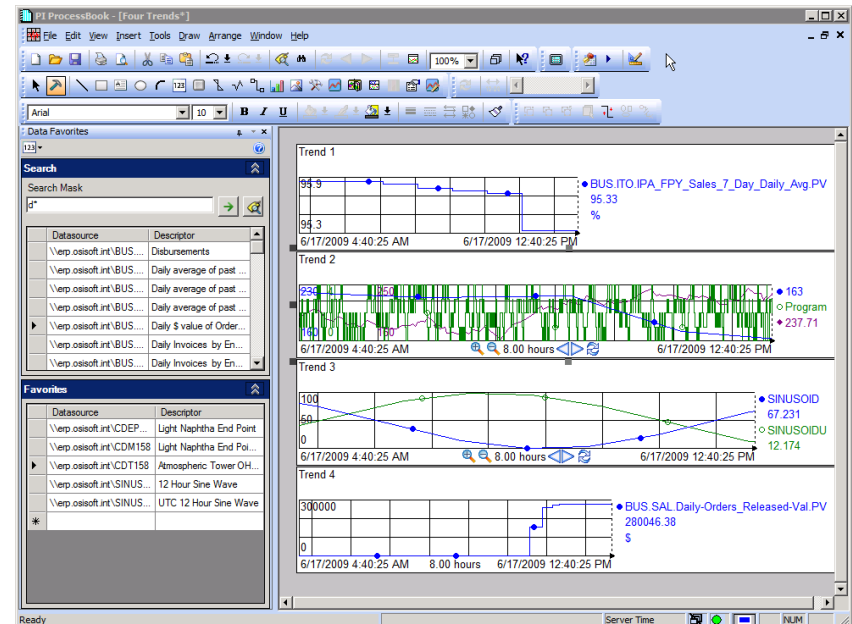 PI ProcessBook - [Four Trends*]
File Edit View Insert Tools Draw Arrange Window Help
100%
123
Arial 10 B I U
Data Favorites
123
Search
Search Mask
d*
Datasource Descriptor
\\erp.osisoft.int\BUS.... Disbursements
\\erp.osisoft.int\BUS.... Daily average of past ...
\\erp.osisoft.int\BUS.... Daily average of past ...
\\erp.osisoft.int\BUS.... Daily average of past ...
\\erp.osisoft.int\BUS.... Daily $ value of Order...
\\erp.osisoft.int\BUS.... Daily Invoices by En...
\\erp.osisoft.int\BUS.... Daily Invoices by En...
Favorites
Datasource Descriptor
\\erp.osisoft.int\CDEP... Light Naphtha End Point
\\erp.osisoft.int\CDM158 Light Naphtha End Poi...
\\erp.osisoft.int\CDT158 Atmospheric Tower OH...
\\erp.osisoft.int\SINUS... 12 Hour Sine Wave
\\erp.osisoft.int\SINUS... UTC 12 Hour Sine Wave
Trend 1
95.9
95.3
6/17/2009 4:40:25 AM 6/17/2009 12:40:25 PM
BUS.ITO.IPA_FPY_Sales_7_Day_Daily_Avg.PV
95.33
%
Trend 2
230 4 250
160 0 160
6/17/2009 4:40:25 AM 8.00 hours 6/17/2009 12:40:25 PM
163
Program
237.71
Trend 3
100
50
0
6/17/2009 4:40:25 AM 8.00 hours 6/17/2009 12:40:25 PM
SINUSOID
67.231
SINUSOIDU
12.174
Trend 4
300000
0
6/17/2009 4:40:25 AM 8.00 hours 6/17/2009 12:40:25 PM
BUS.SAL.Daily-Orders_Released-Val.PV
280046.38
$
Ready Server Time NUM